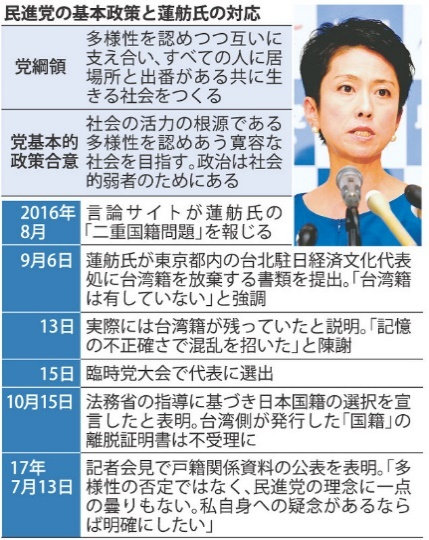 民進党の基本政策と蓮舫氏の対応
党綱領
多様性を認めつつ互いに
支え合い、すべての人に居
場所と出番がある共に生
きる社会をつくる
党基本的
政策合意
社会の活力の根源である
多様性を認めあう寛容な
社会を目指す。政治は社会
的弱者のためにある
2016年
8月
言論サイトが蓮舫氏の
「二重国籍問題」を報じる
9月6日
蓮舫氏が東京都内の台北駐日経済文化代表
処に台湾籍を放棄する書類を提出。「台湾籍
は有していない」と強調
13日
実際には台湾籍が残っていたと説明。「記憶
の不正確さで混乱を招いた」と陳謝
15日
臨時党大会で代表に選出
10月15日
法務省の指導に基づき日本国籍の選択を宣
言したと表明。台湾側が発行した「国籍」の
離脱証明書は不受理に
17年
7月13日
記者会見で戸籍関係資料の公表を表明。「多
様性の否定ではなく、民進党の理念に一点
の曇りもない。私自身への疑念があるなら
ば明確にしたい」